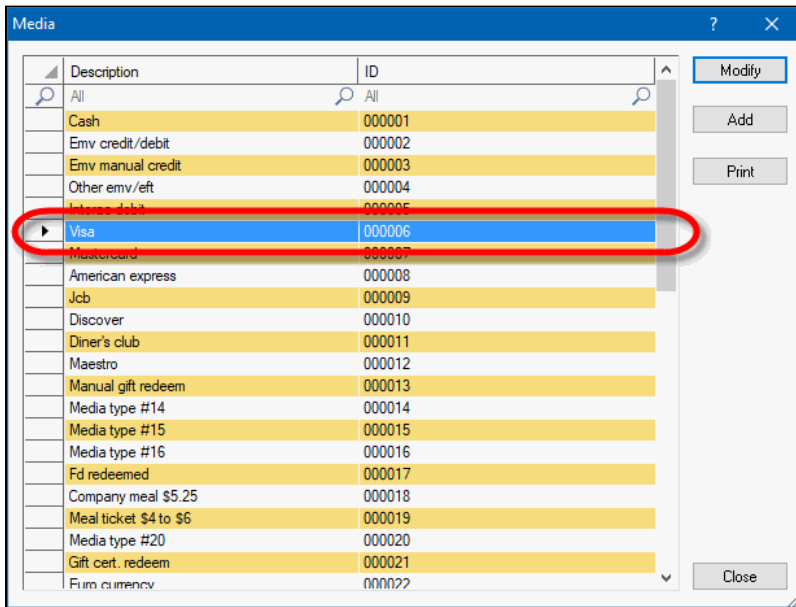 Media ?
Description ID
All All
Cash 000001
Emv credit/debit 000002
Emv manual credit 000003
Other emv/eft 000004
Interac debit 000005
Visa 000006
Mastercard 000007
American express 000008
Jcb 000009
Discover 000010
Diner's club 000011
Maestro 000012
Manual gift redeem 000013
Media type #14 000014
Media type #15 000015
Media type #16 000016
Fd redeemed 000017
Company meal $5.25 000018
Meal ticket $4 to $6 000019
Media type #20 000020
Gift cert. redeem 000021
Euro currency 000022
Modify
Add
Print
Close